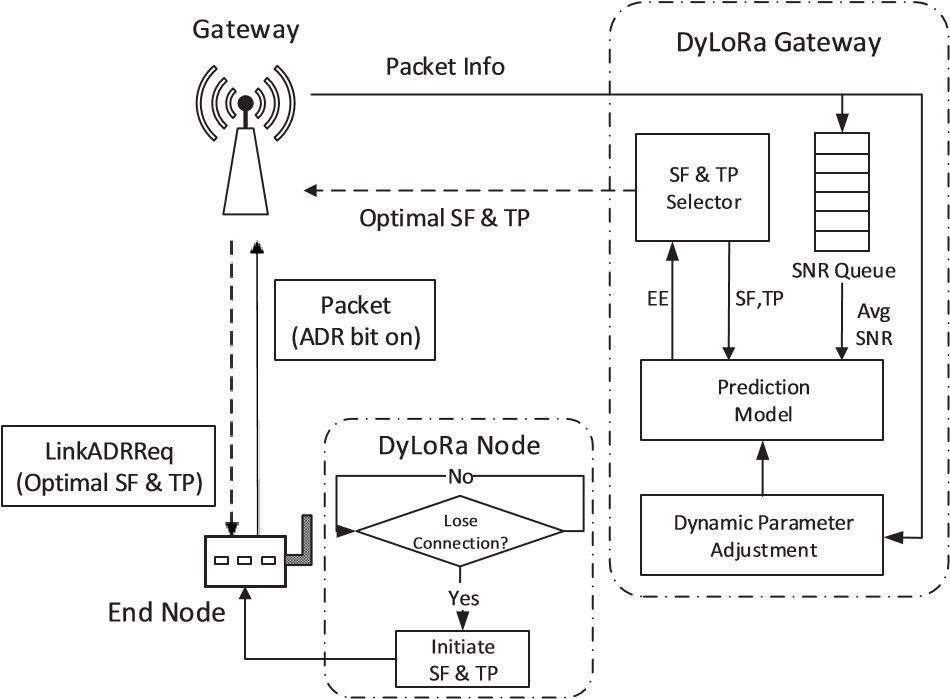 Gateway
DyLoRa Gateway
Packet Info
SF & TP
Selector
Optimal SF & TP
SNR Queue
EE
SF,TP
Avg
SNR
Packet
(ADR bit on)
Prediction
Model
LinkADRReq
(Optimal SF & TP)
DyLoRa Node
No
Lose
Connection?
Dynamic Parameter
Adjustment
End Node
Yes
Initiate
SF & TP